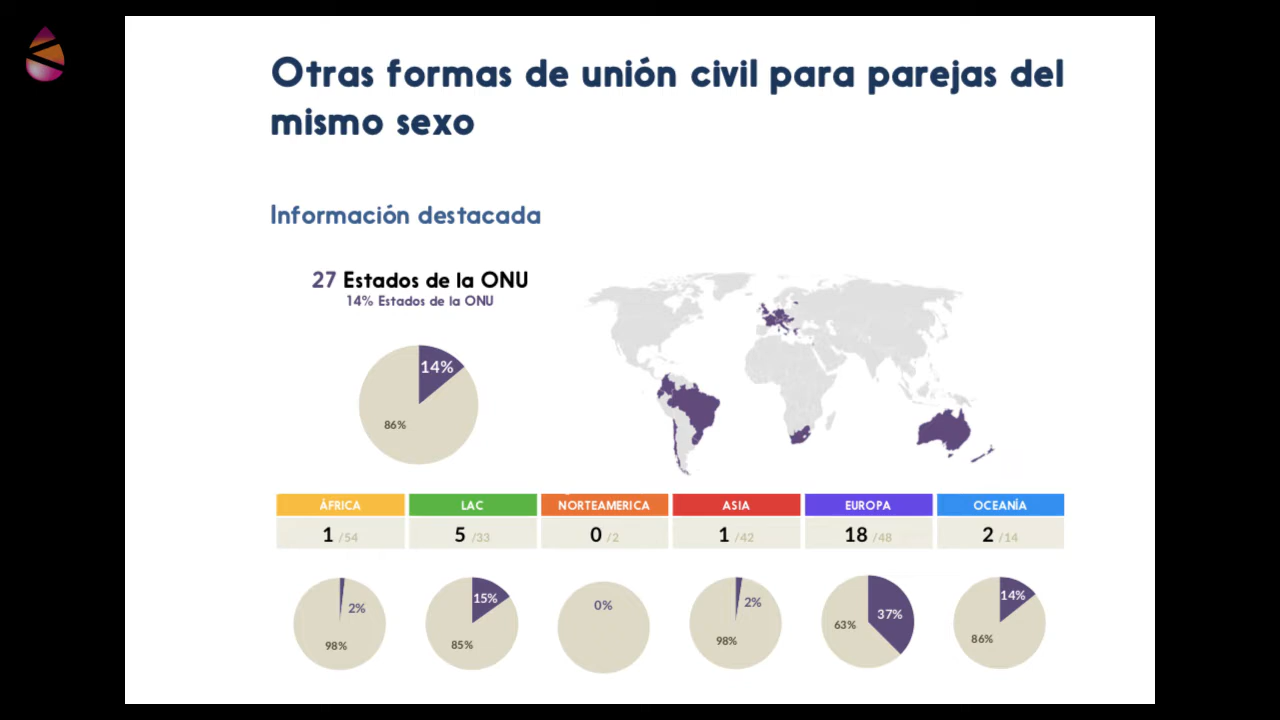 Otras formas de unión civil para parejas del
mismo sexo
Información destacada
27 Estados de la ONU
14% Estados de la ONU
14%
86%
ÁFRICA
LAC
NORTEAMERICA
ASIA
EUROPA
OCEANÍA
1 /54
5 /33
0 /2
1 /42
18 /48
2 /14
2%
98%
15%
85%
0%
2%
98%
37%
63%
14%
86%